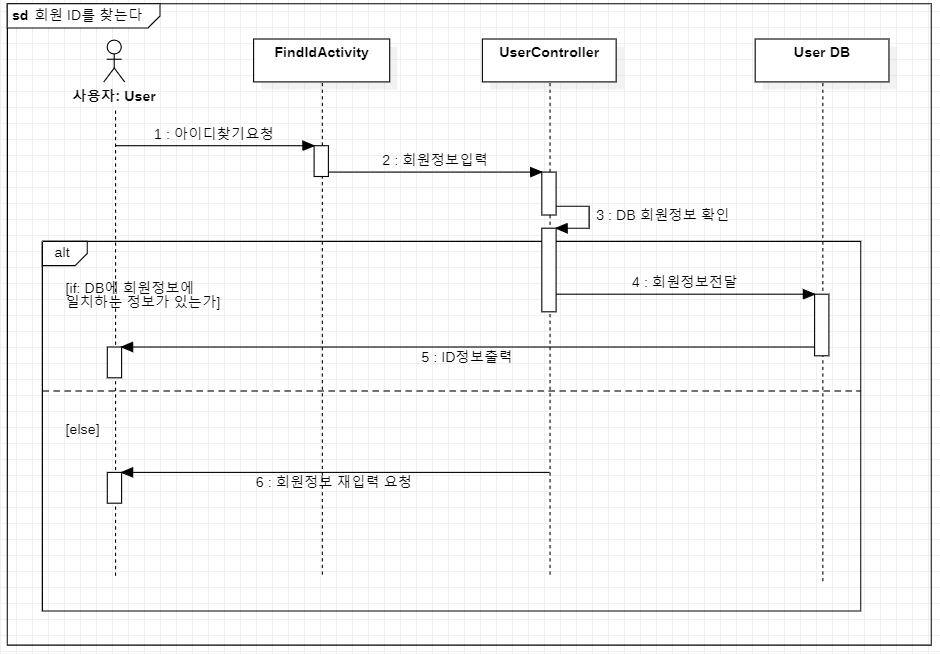 sd 회원 ID를 찾는다
FindIdActivity
UserController
User DB
사용자: User
1 : 아이디찾기요청
2 : 회원정보입력
3 : DB 회원정보 확인
alt
[if: DB에 회원정보에
일치하는 정보가 있는가]
4 : 회원정보전달
5 : ID정보출력
[else]
6 : 회원정보 재입력 요청